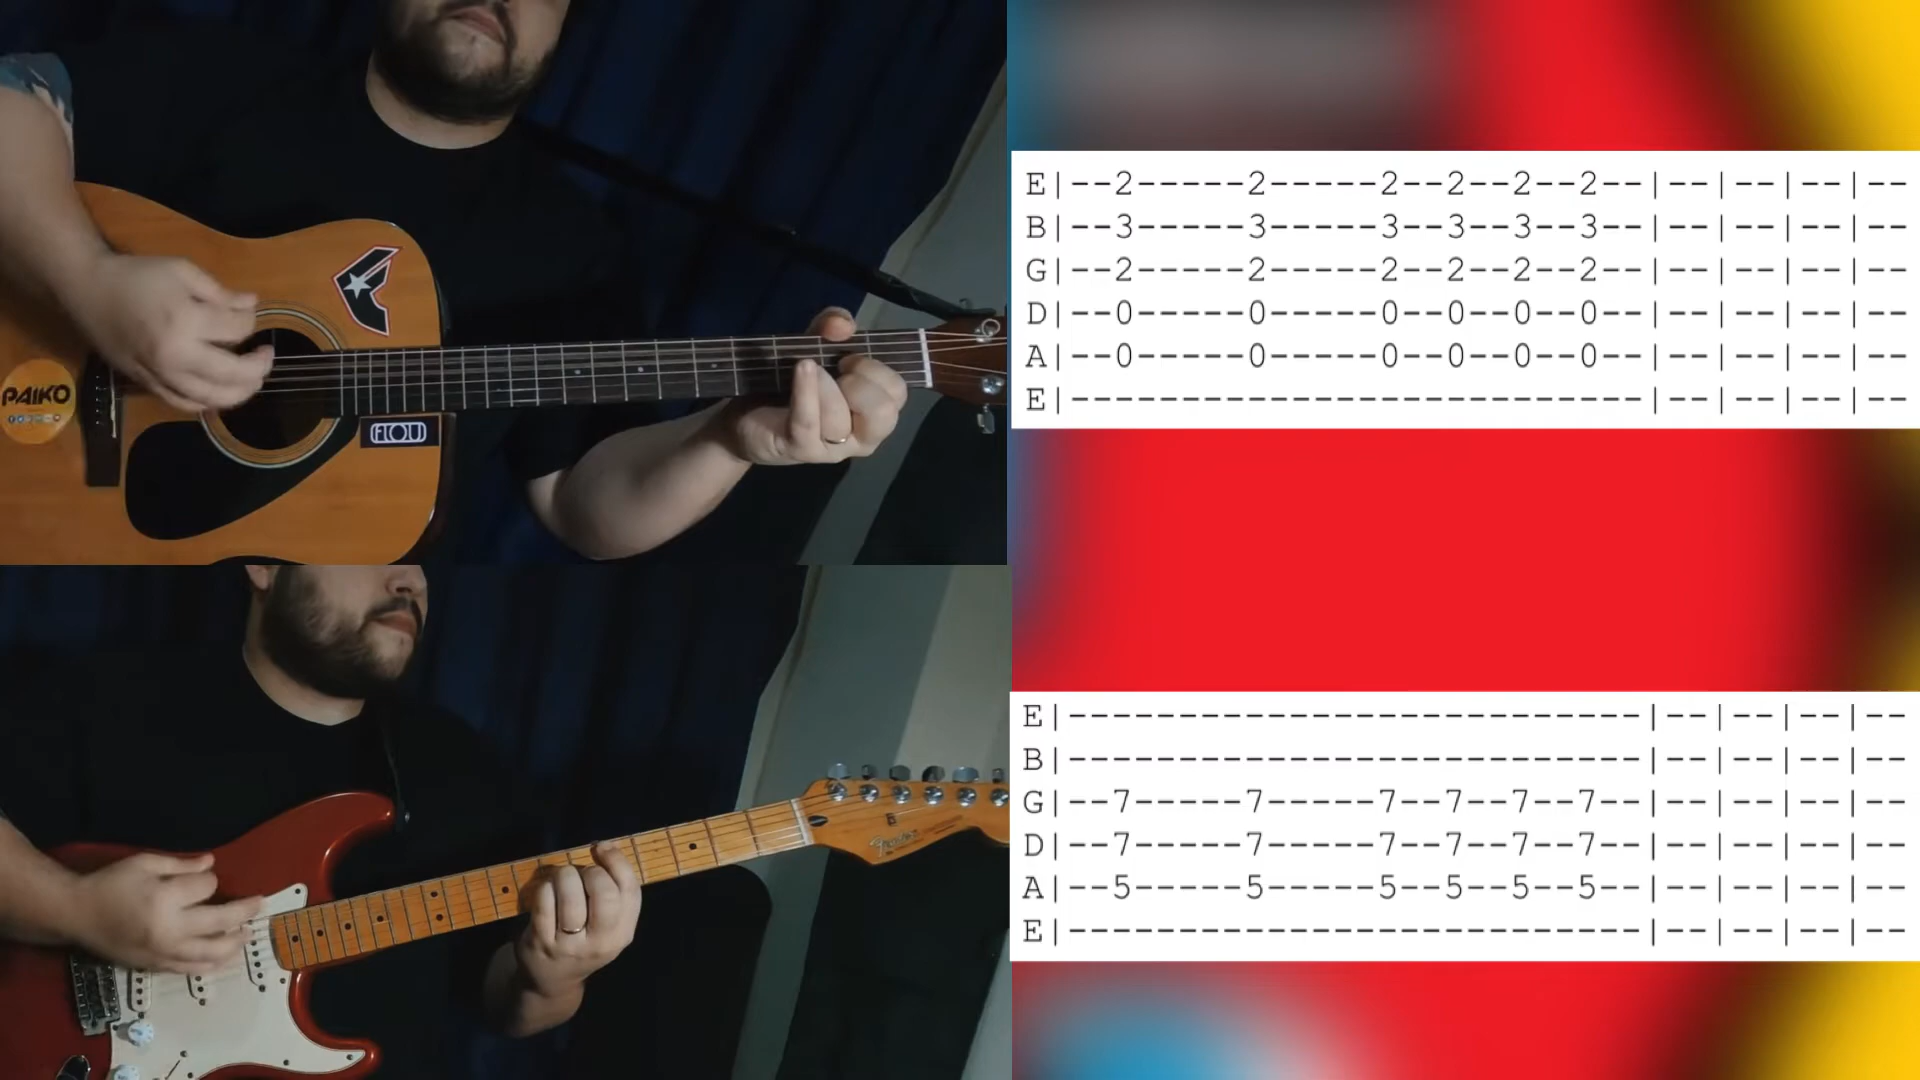 PAIKO
FLOU
Fender
E|--2-----2-----2--2--2--2--|--|--|--|--
B|--3-----3-----3--3--3--3--|--|--|--|--
G|--2-----2-----2--2--2--2--|--|--|--|--
D|--0-----0-----0--0--0--0--|--|--|--|--
A|--0-----0-----0--0--0--0--|--|--|--|--
E|--------------------------|--|--|--|--
E|--------------------------|--|--|--|--
B|--------------------------|--|--|--|--
G|--7-----7-----7--7--7--7--|--|--|--|--
D|--7-----7-----7--7--7--7--|--|--|--|--
A|--5-----5-----5--5--5--5--|--|--|--|--
E|--------------------------|--|--|--|--